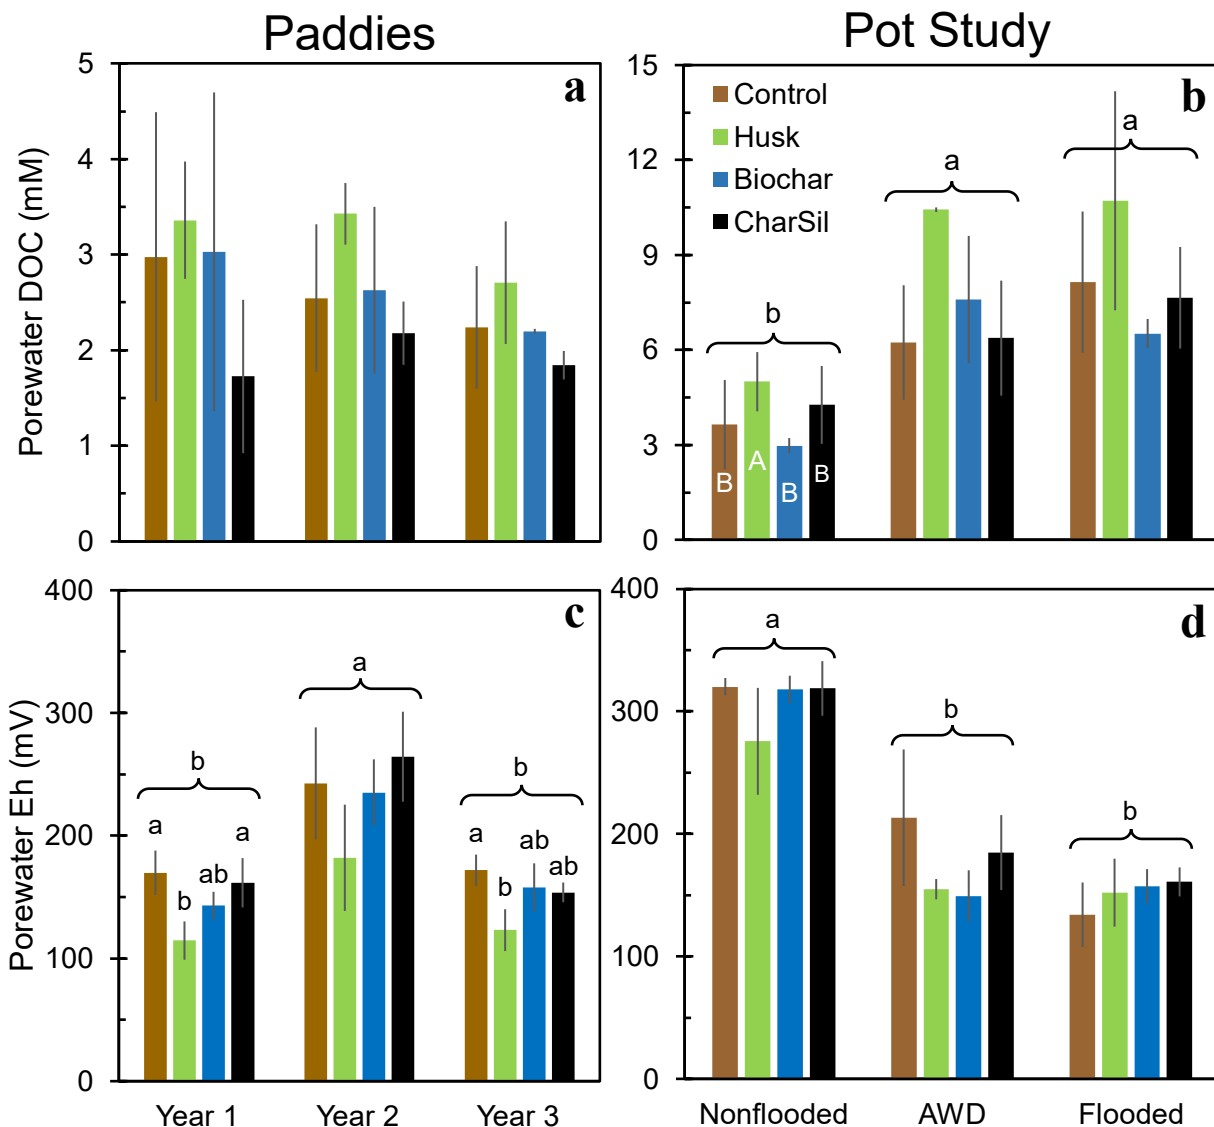 Paddies
Pot Study
Porewater DOC (mM)
5
4
3
2
1
0
a
15
12
9
6
3
0
Control
Husk
Biochar
CharSil
b
b
a
a
B
A
B
B
Porewater Eh (mV)
400
300
200
100
0
c
b
a
b
a
b
ab
a
a
b
ab
ab
Year 1
Year 2
Year 3
400
300
200
100
0
d
a
b
b
Nonflooded
AWD
Flooded